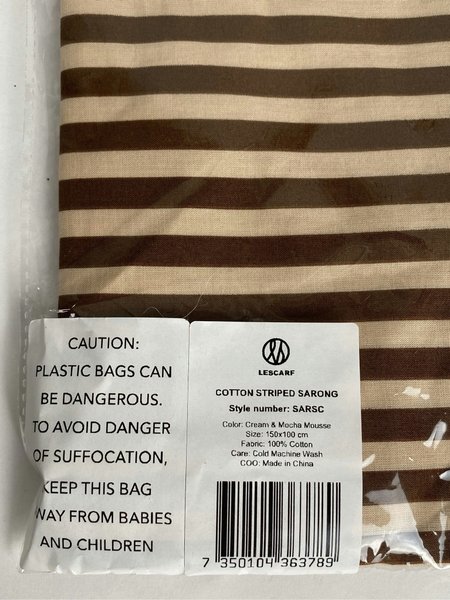 CAUTION:
PLASTIC BAGS CAN
BE DANGEROUS.
TO AVOID DANGER
OF SUFFOCATION,
KEEP THIS BAG
WAY FROM BABIES
AND CHILDREN
LESCARF
COTTON STRIPED SARONG
Style number: SARSC
Color: Cream & Mocha Mousse
Size: 150x100 cm
Fabric: 100% Cotton
Care: Cold Machine Wash
COO: Made in China
7 350104 363789